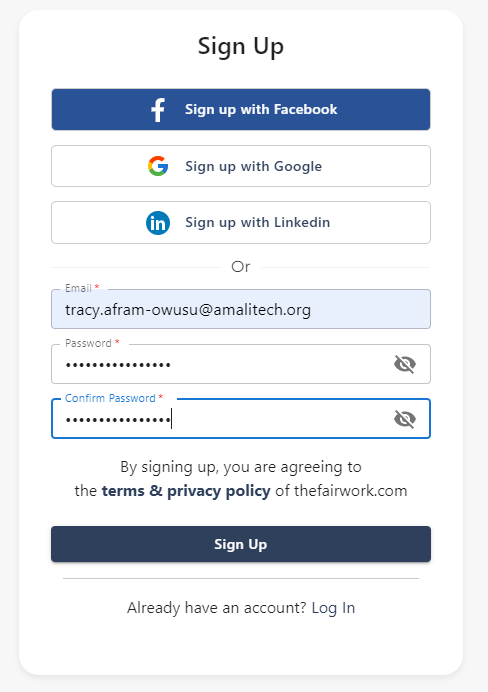 Sign Up
Sign up with Facebook
Sign up with Google
in Sign up with Linkedin
Or
Email *
tracy.afram-owusu@amalitech.org
Password *
••••••••••••••••
Confirm Password *
••••••••••••••••
By signing up, you are agreeing to
the terms & privacy policy of thefairwork.com
Sign Up
Already have an account? Log In